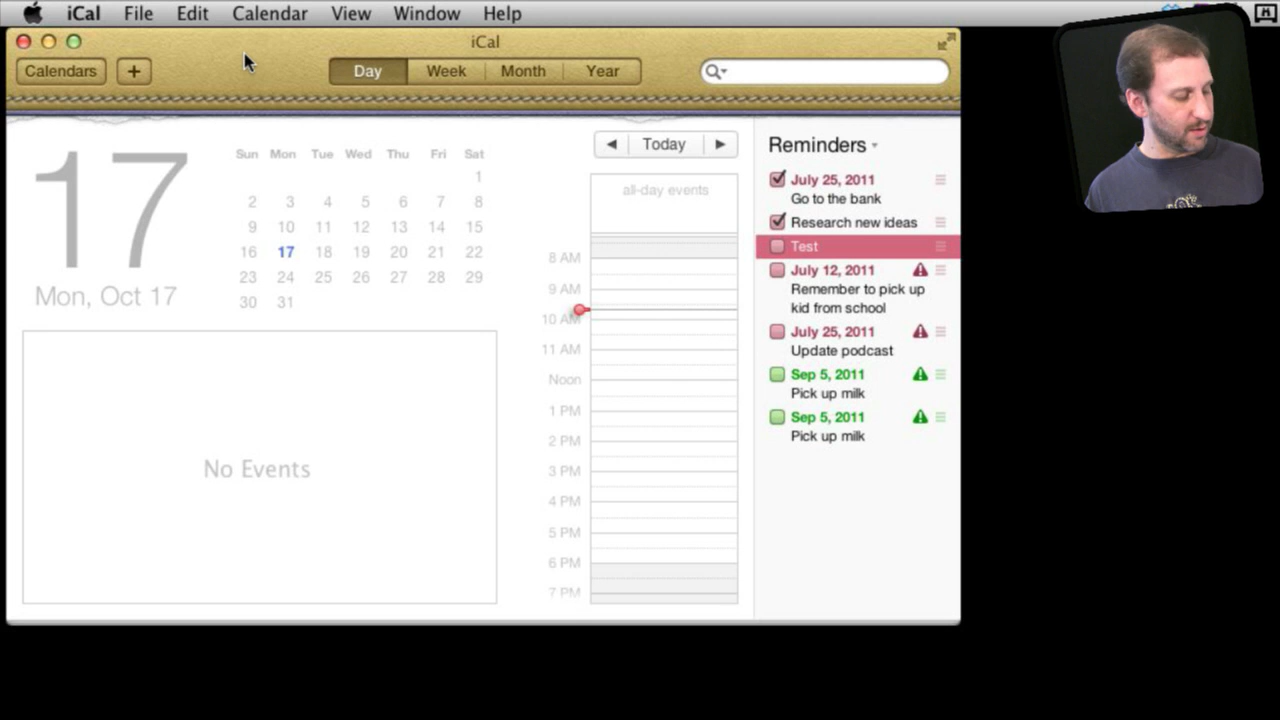 iCal File Edit Calendar View Window Help
iCal
Calendars + Day Week Month Year
17
Mon, Oct 17
Sun Mon Tue Wed Thu Fri Sat
1
2 3 4 5 6 7 8
9 10 11 12 13 14 15
16 17 18 19 20 21 22
23 24 25 26 27 28 29
30 31
No Events
Today
all-day events
8 AM
9 AM
10 AM
11 AM
Noon
1 PM
2 PM
3 PM
4 PM
5 PM
6 PM
7 PM
Reminders
July 25, 2011
Go to the bank
Research new ideas
Test
July 12, 2011
Remember to pick up
kid from school
July 25, 2011
Update podcast
Sep 5, 2011
Pick up milk
Sep 5, 2011
Pick up milk